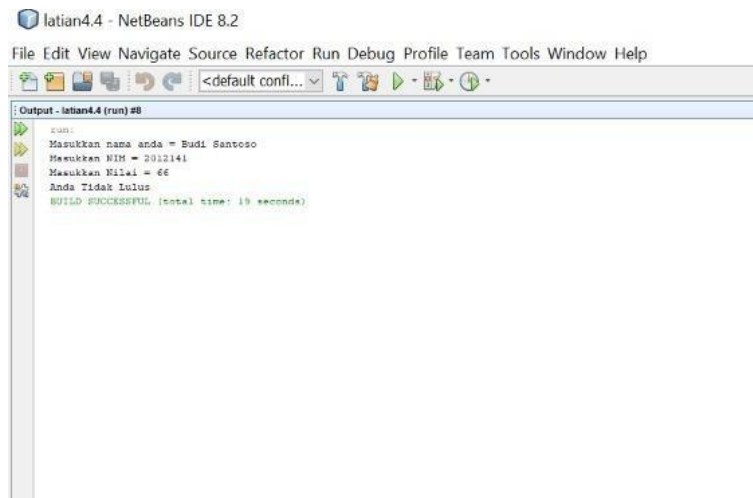 latian4.4 - NetBeans IDE 8.2
File Edit View Navigate Source Refactor Run Debug Profile Team Tools Window Help
<default confl...
Output - latian4.4 (run) #8
run:
Masukkan nama anda = Budi Santoso
Masukkan NIM = 2012141
Masukkan Nilai = 66
Anda Tidak Lulus
BUILD SUCCESSFUL (total time: 19 seconds)